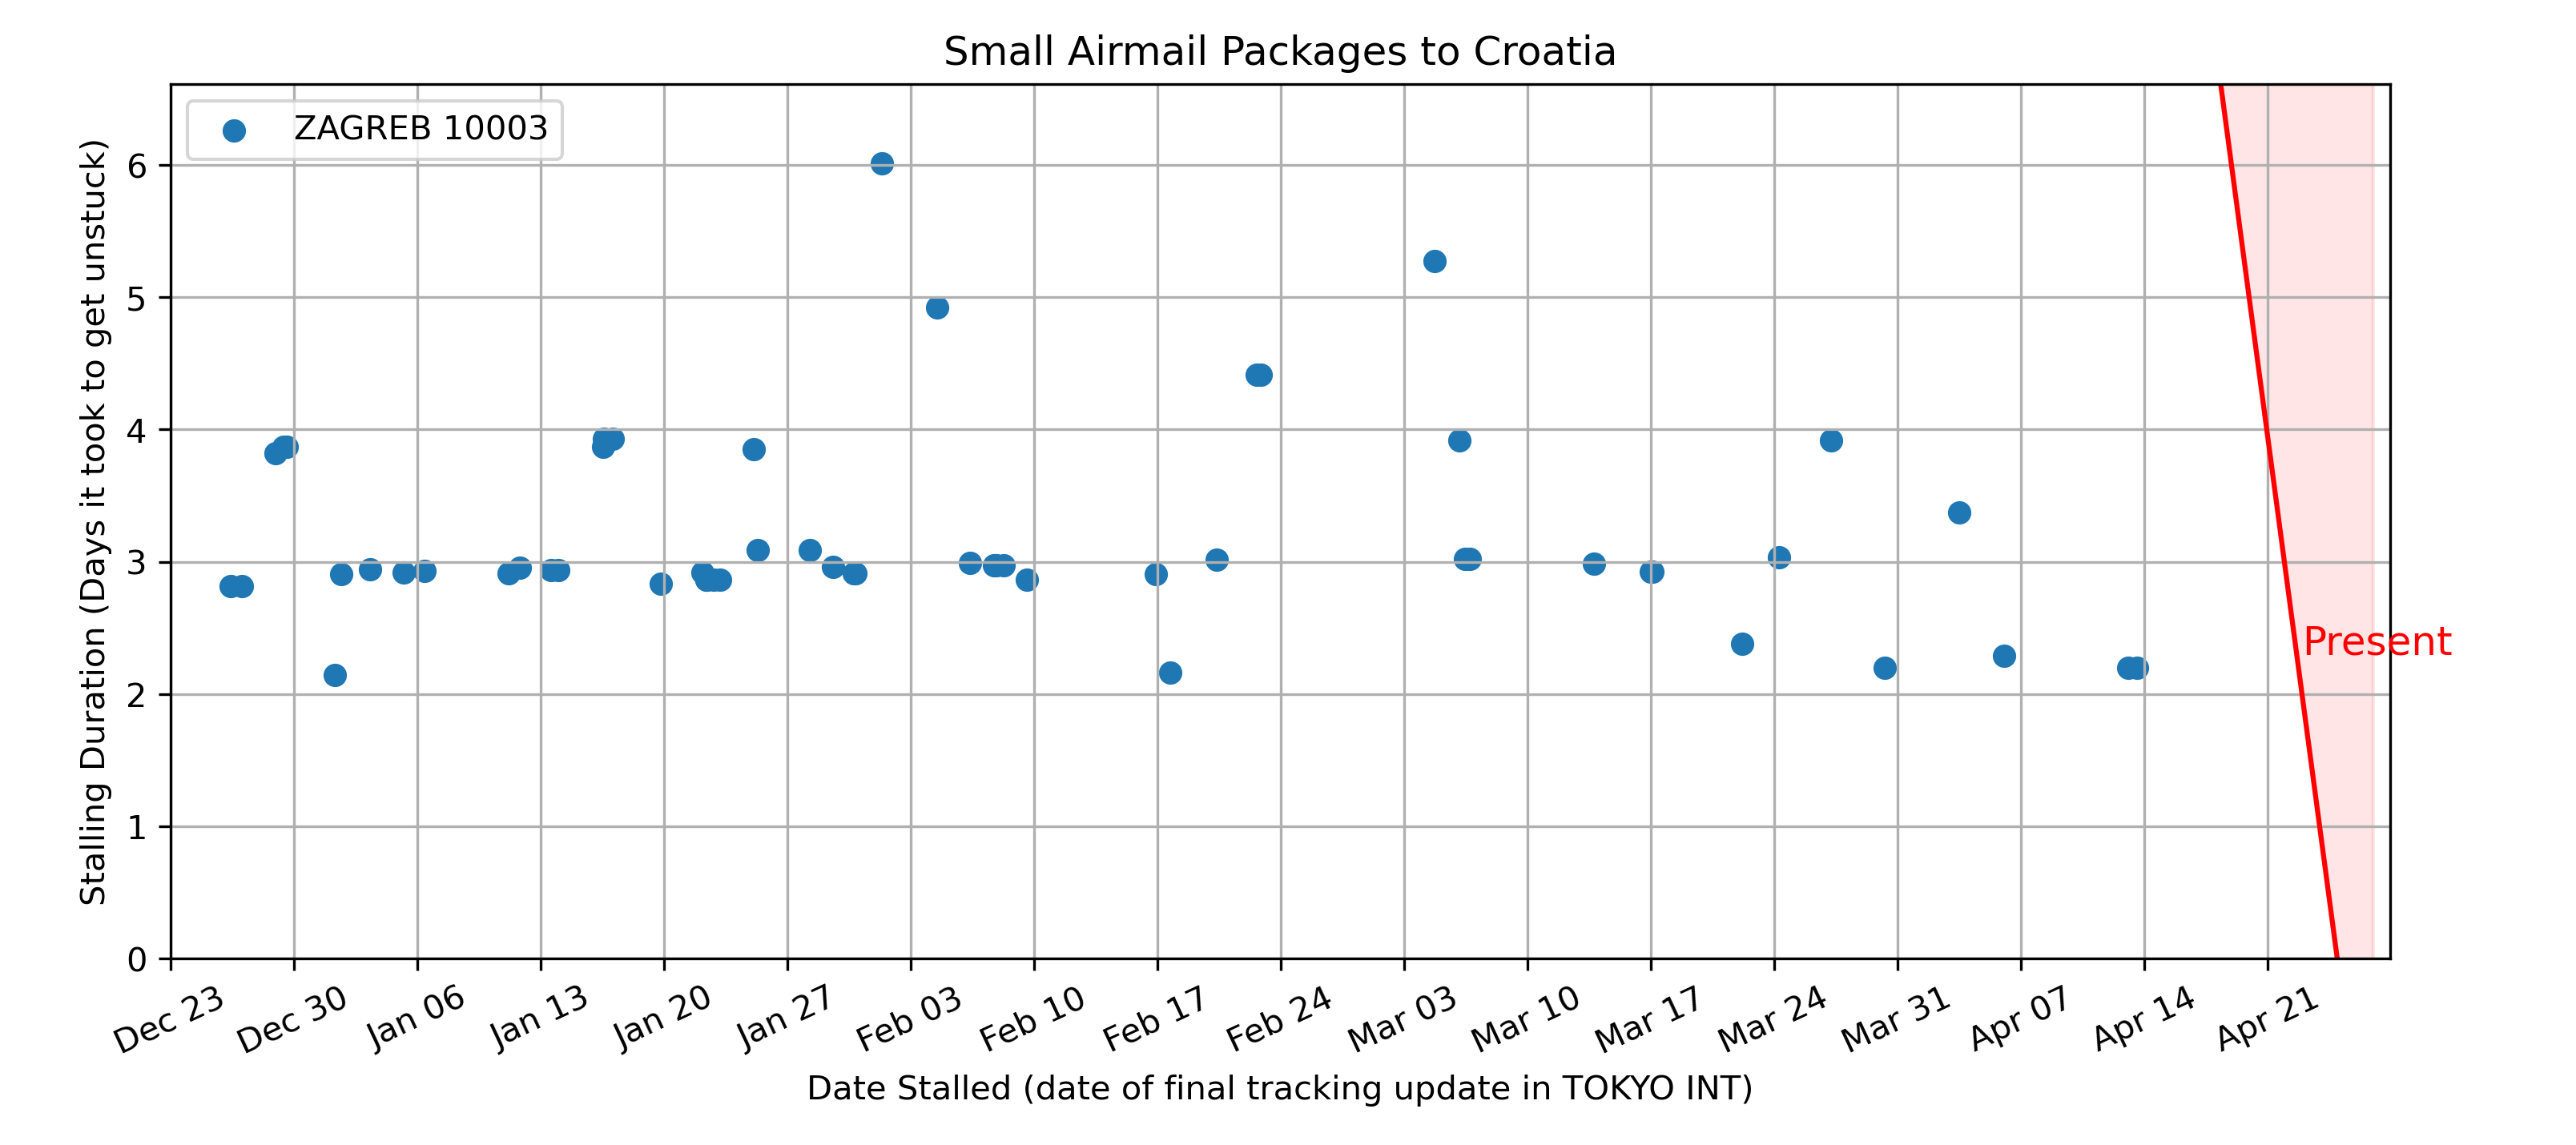 Small Airmail Packages to Croatia
ZAGREB 10003
Stalling Duration (Days it took to get unstuck)
6
5
4
3
2
1
0
Present
Dec 23
Dec 30
Jan 06
Jan 13
Jan 20
Jan 27
Feb 03
Feb 10
Feb 17
Feb 24
Mar 03
Mar 10
Mar 17
Mar 24
Mar 31
Apr 07
Apr 14
Apr 21
Date Stalled (date of final tracking update in TOKYO INT)